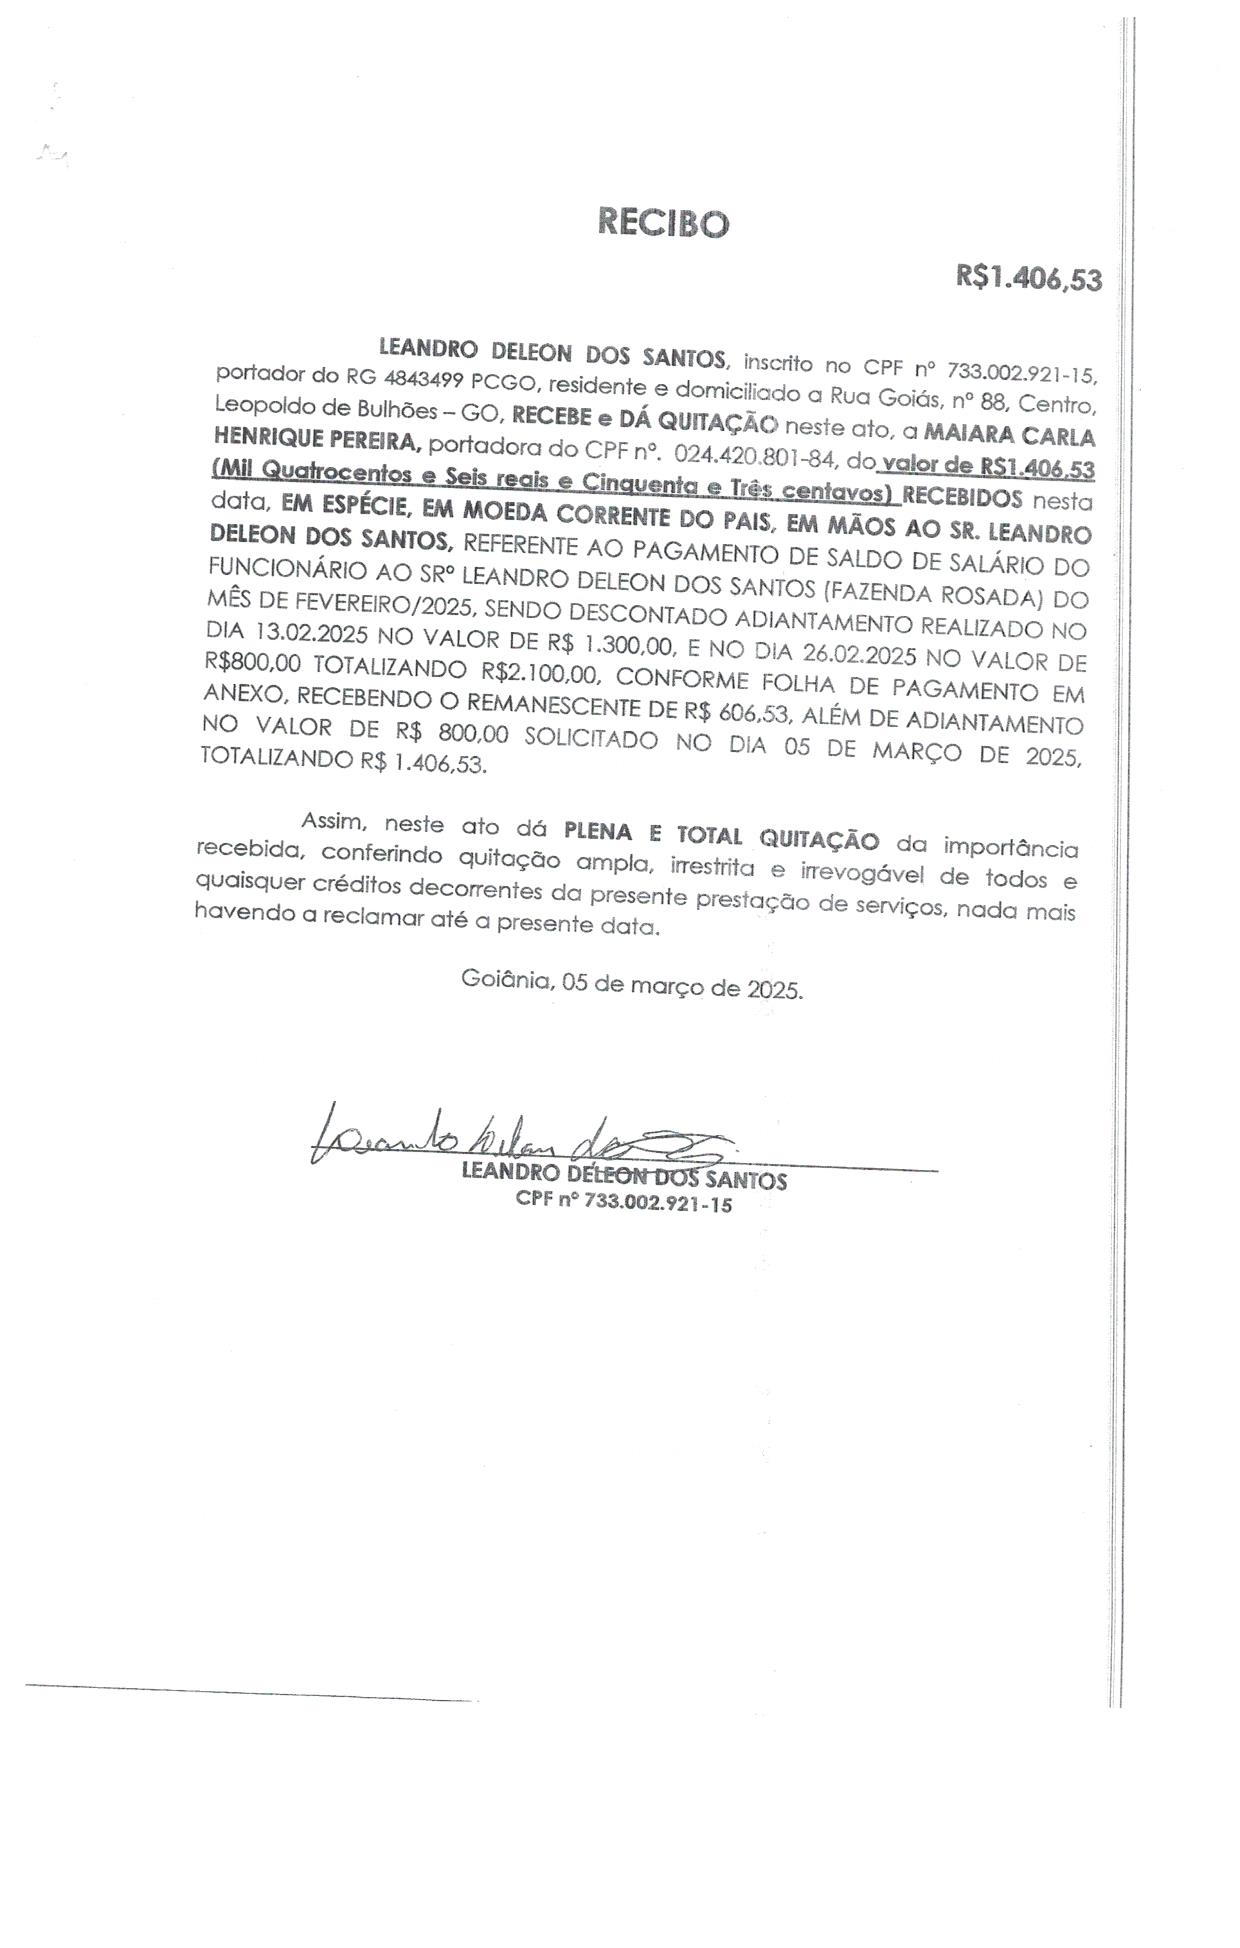 RECIBO
R$1.406,53
LEANDRO DELEON DOS SANTOS, inscrito no CPF nº 733.002.921-15,
portador do RG 4843499 PCGO, residente e domiciliado a Rua Goiás, nº 88, Centro,
Leopoldo de Bulhões – GO, RECEBE e DÁ QUITAÇÃO neste ato, a MAIARA CARLA
HENRIQUE PEREIRA, portadora do CPF nº. 024.420.801-84, do valor de R$1.406,53
(Mil Quatrocentos e Seis reais e Cinquenta e Três centavos) RECEBIDOS nesta
data, EM ESPÉCIE, EM MOEDA CORRENTE DO PAIS, EM MÃOS AO SR. LEANDRO
DELEON DOS SANTOS, REFERENTE AO PAGAMENTO DE SALDO DE SALÁRIO DO
FUNCIONÁRIO AO SRº LEANDRO DELEON DOS SANTOS (FAZENDA ROSADA) DO
MÊS DE FEVEREIRO/2025, SENDO DESCONTADO ADIANTAMENTO REALIZADO NO
DIA 13.02.2025 NO VALOR DE R$ 1.300,00, E NO DIA 26.02.2025 NO VALOR DE
R$800,00 TOTALIZANDO R$2.100,00, CONFORME FOLHA DE PAGAMENTO EM
ANEXO, RECEBENDO O REMANESCENTE DE R$ 606,53, ALÉM DE ADIANTAMENTO
NO VALOR DE R$ 800,00 SOLICITADO NO DIA 05 DE MARÇO DE 2025,
TOTALIZANDO R$ 1.406,53.
Assim, neste ato dá PLENA E TOTAL QUITAÇÃO da importância
recebida, conferindo quitação ampla, irrestrita e irrevogável de todos e
quaisquer créditos decorrentes da presente prestação de serviços, nada mais
havendo a reclamar até a presente data.
Goiânia, 05 de março de 2025.
LEANDRO DELEON DOS SANTOS
CPF nº 733.002.921-15